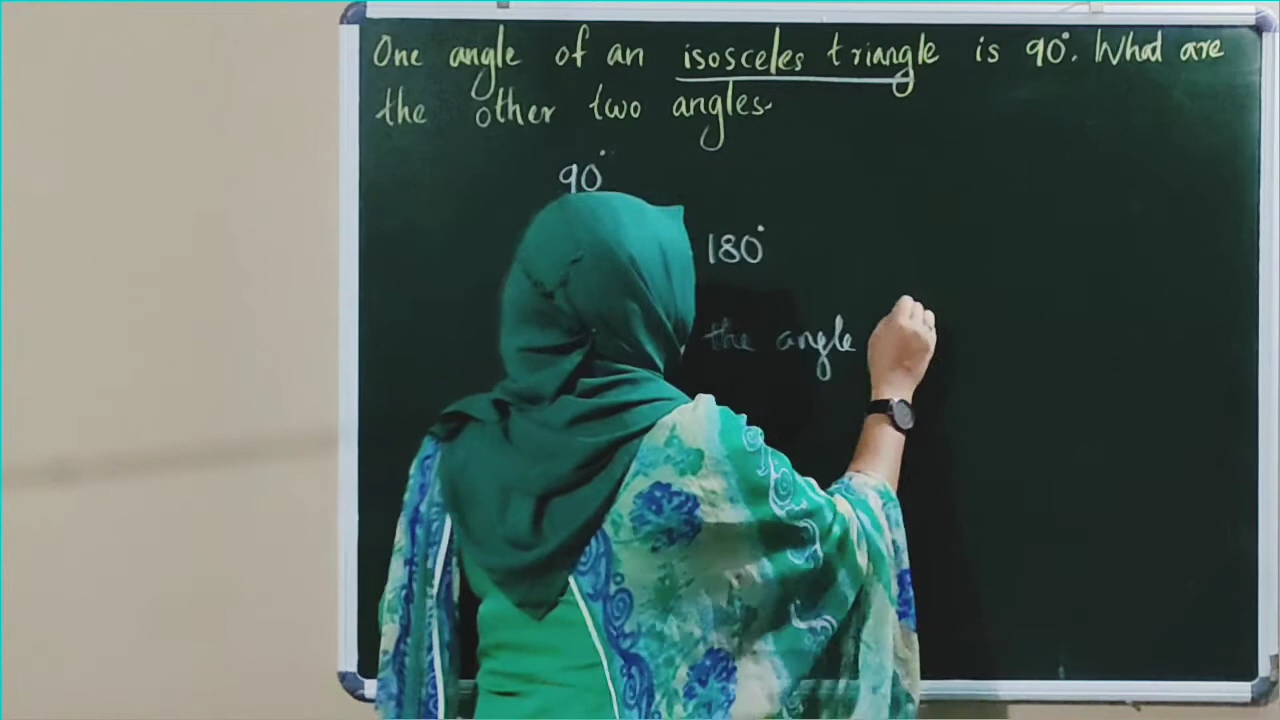 One angle of an isosceles triangle is 90°. What are
the other two angles.
90°
180°
the angle